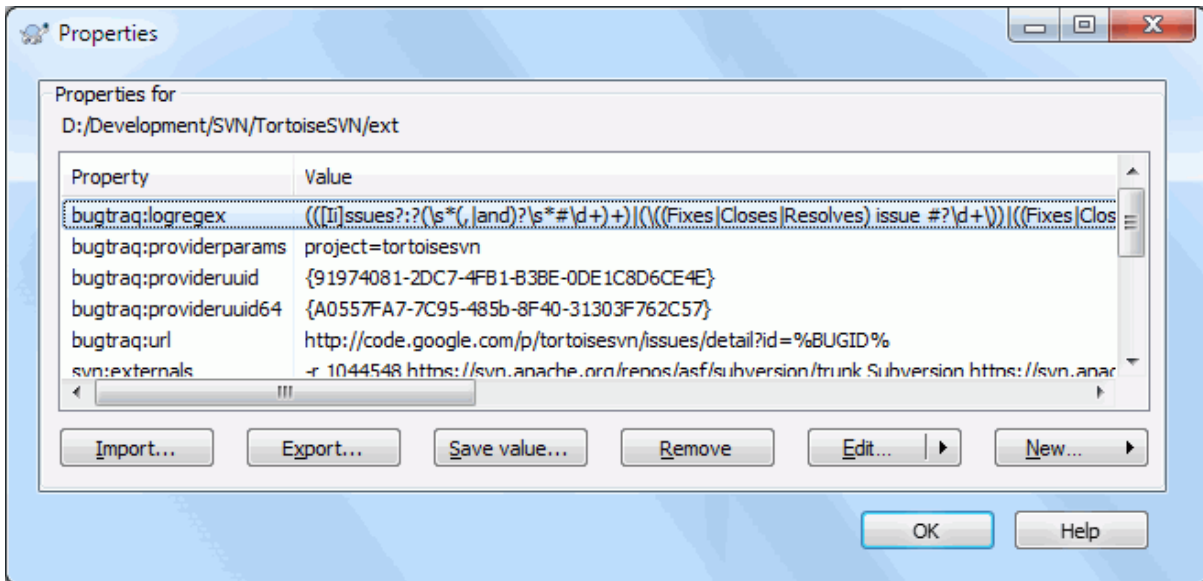 Properties
Properties for
D:/Development/SVN/TortoiseSVN/ext
Property Value
bugtraq:logregex (([Ii]ssues?:?(\s*(,|and)?\s*#\d+)+)|(\((Fixes|Closes|Resolves) issue #?\d+\))|((Fixes|Clos
bugtraq:providerparams project=tortoisesvn
bugtraq:provideruuid {91974081-2DC7-4FB1-B3BE-0DE1C8D6CE4E}
bugtraq:provideruuid64 {A0557FA7-7C95-485b-8F40-31303F762C57}
bugtraq:url http://code.google.com/p/tortoisesvn/issues/detail?id=%BUGID%
svn:externals -r 1044548 https://svn.apache.org/repos/asf/subversion/trunk Subversion https://svn.apac
Import... Export... Save value... Remove Edit... New...
OK Help